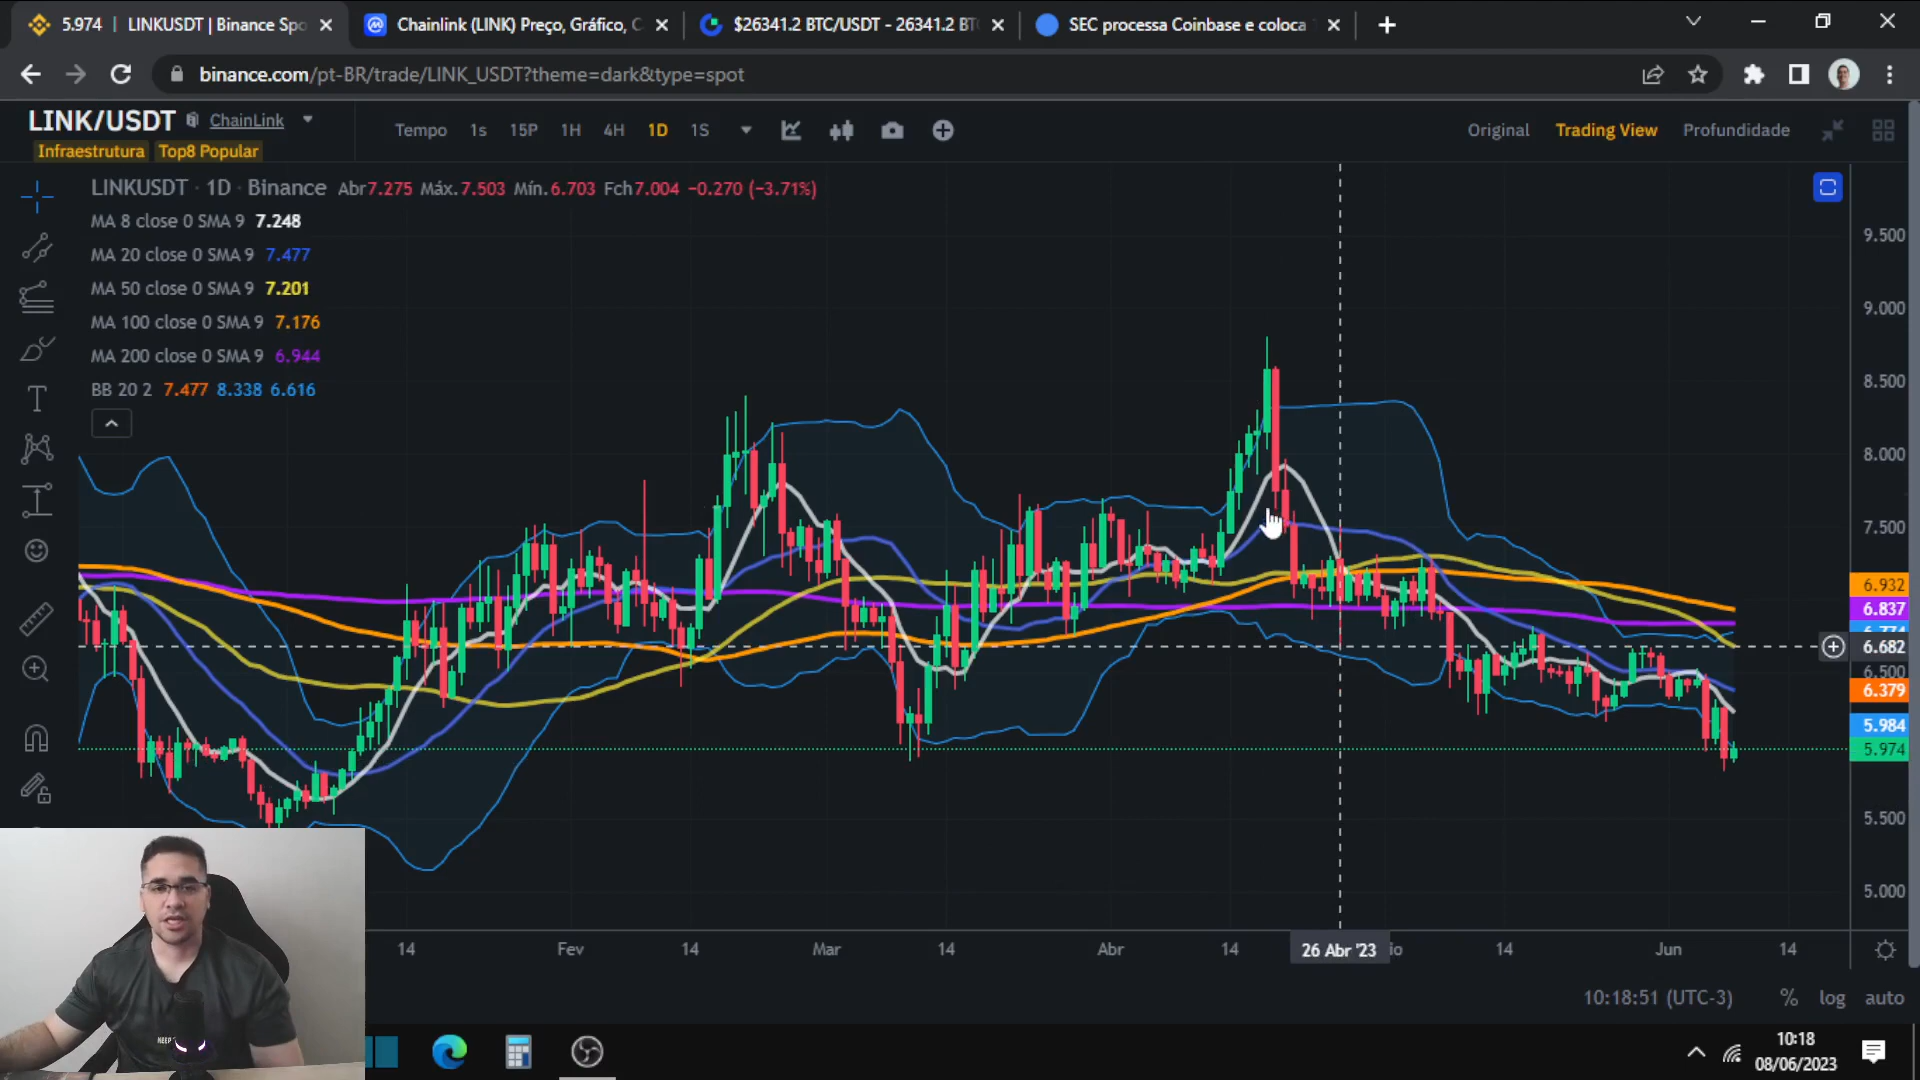 5.974 | LINKUSDT | Binance Spo
Chainlink (LINK) Preço, Gráfico, C
$26341.2 BTC/USDT - 26341.2 BT
SEC processa Coinbase e coloca
binance.com/pt-BR/trade/LINK_USDT?theme=dark&type=spot
LINK/USDT
ChainLink
Infraestrutura Top8 Popular
Tempo 1s 15P 1H 4H 1D 1S
Original Trading View Profundidade
LINKUSDT · 1D · Binance Abr7.275 Máx.7.503 Mín.6.703 Fch7.004 −0.270 (−3.71%)
MA 8 close 0 SMA 9 7.248
MA 20 close 0 SMA 9 7.477
MA 50 close 0 SMA 9 7.201
MA 100 close 0 SMA 9 7.176
MA 200 close 0 SMA 9 6.944
BB 20 2 7.477 8.338 6.616
9.500
9.000
8.500
8.000
7.500
6.932
6.837
6.682
6.500
6.379
5.984
5.974
5.500
5.000
14 Fev 14 Mar 14 Abr 14 26 Abr '23 io 14 Jun 14
10:18:51 (UTC-3) % log auto
10:18
08/06/2023